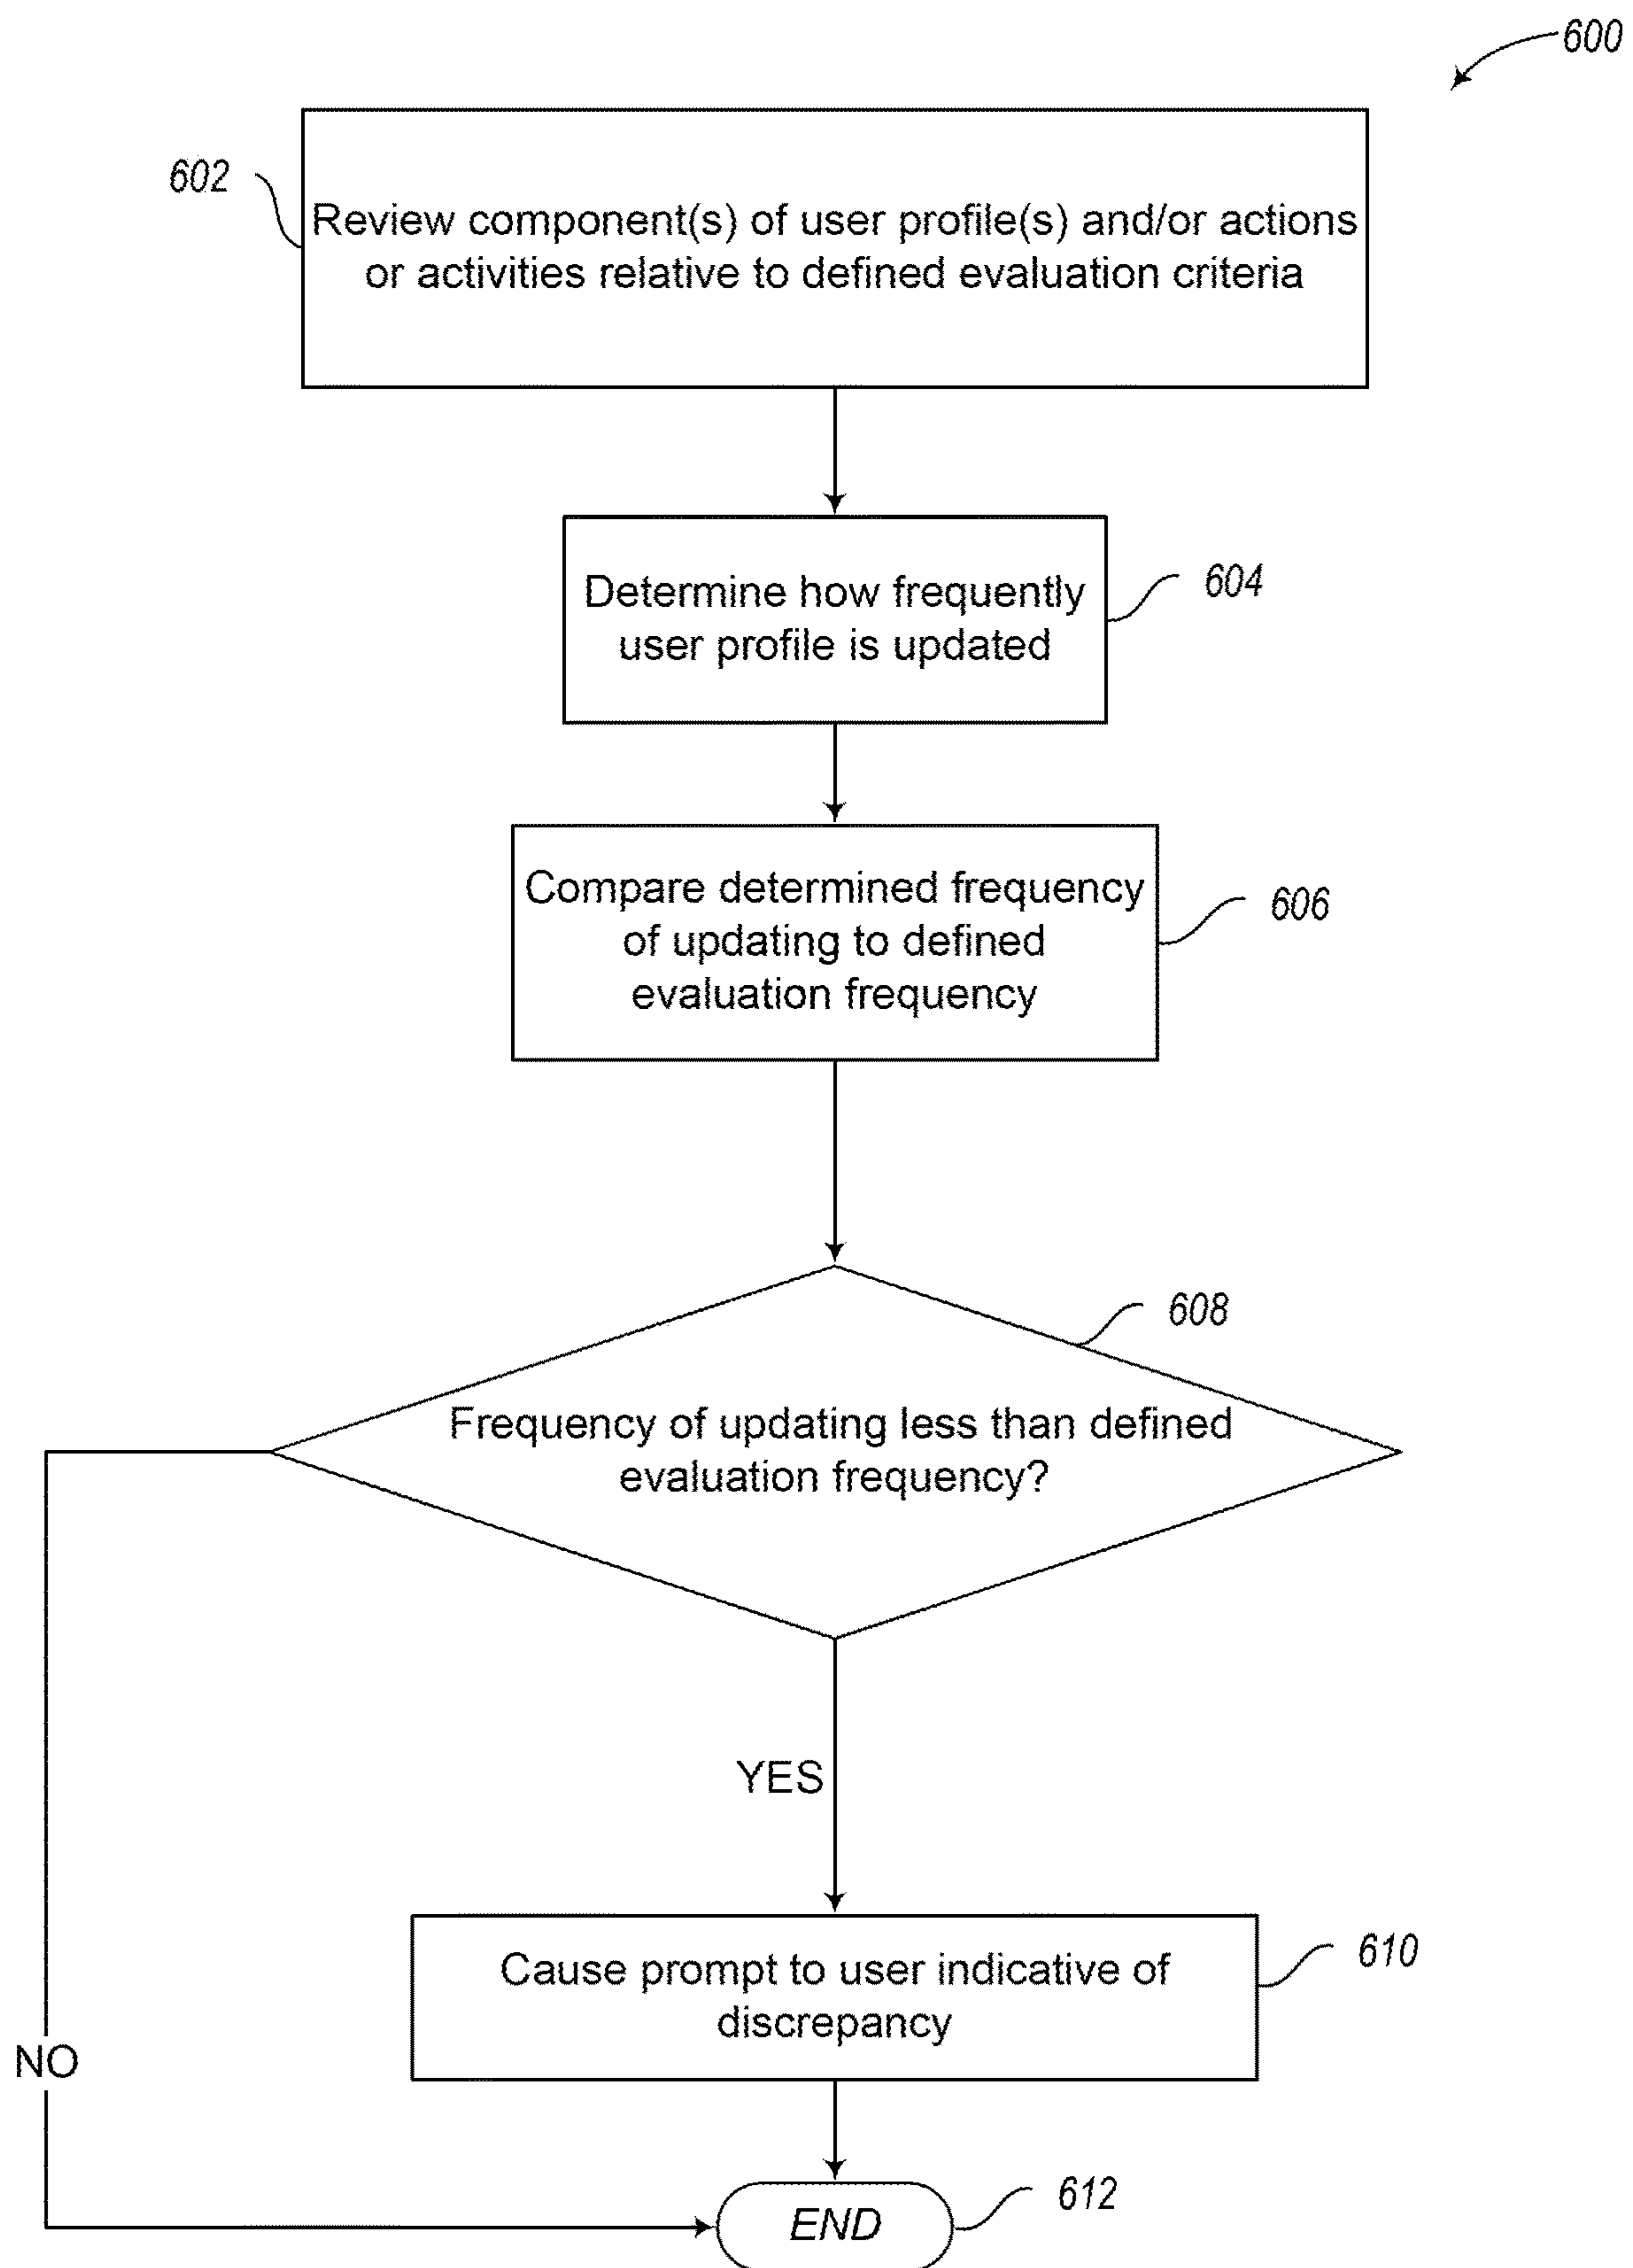 600
602
Review component(s) of user profile(s) and/or actions
or activities relative to defined evaluation criteria
Determine how frequently
user profile is updated
604
Compare determined frequency
of updating to defined
evaluation frequency
606
608
Frequency of updating less than defined
evaluation frequency?
YES
Cause prompt to user indicative of
discrepancy
610
NO
END
612